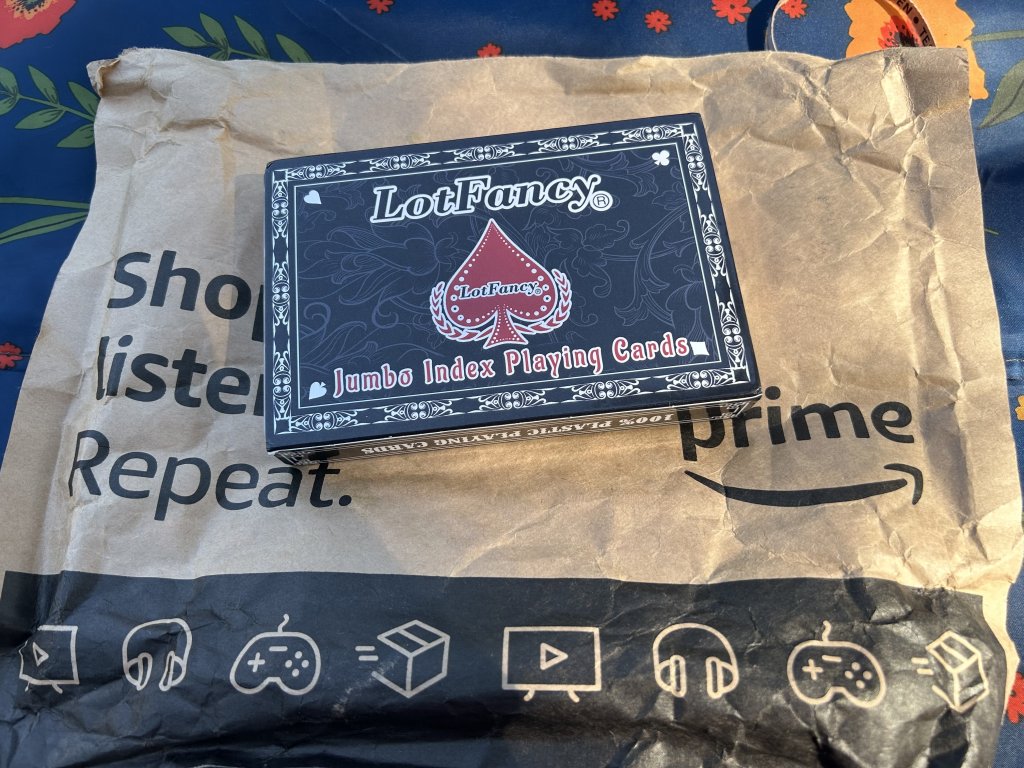 LotFancy®
LotFancy®
Jumbo Index Playing Cards
100% PLASTIC PLAYING CARDS
Shop
listen
Repeat.
prime